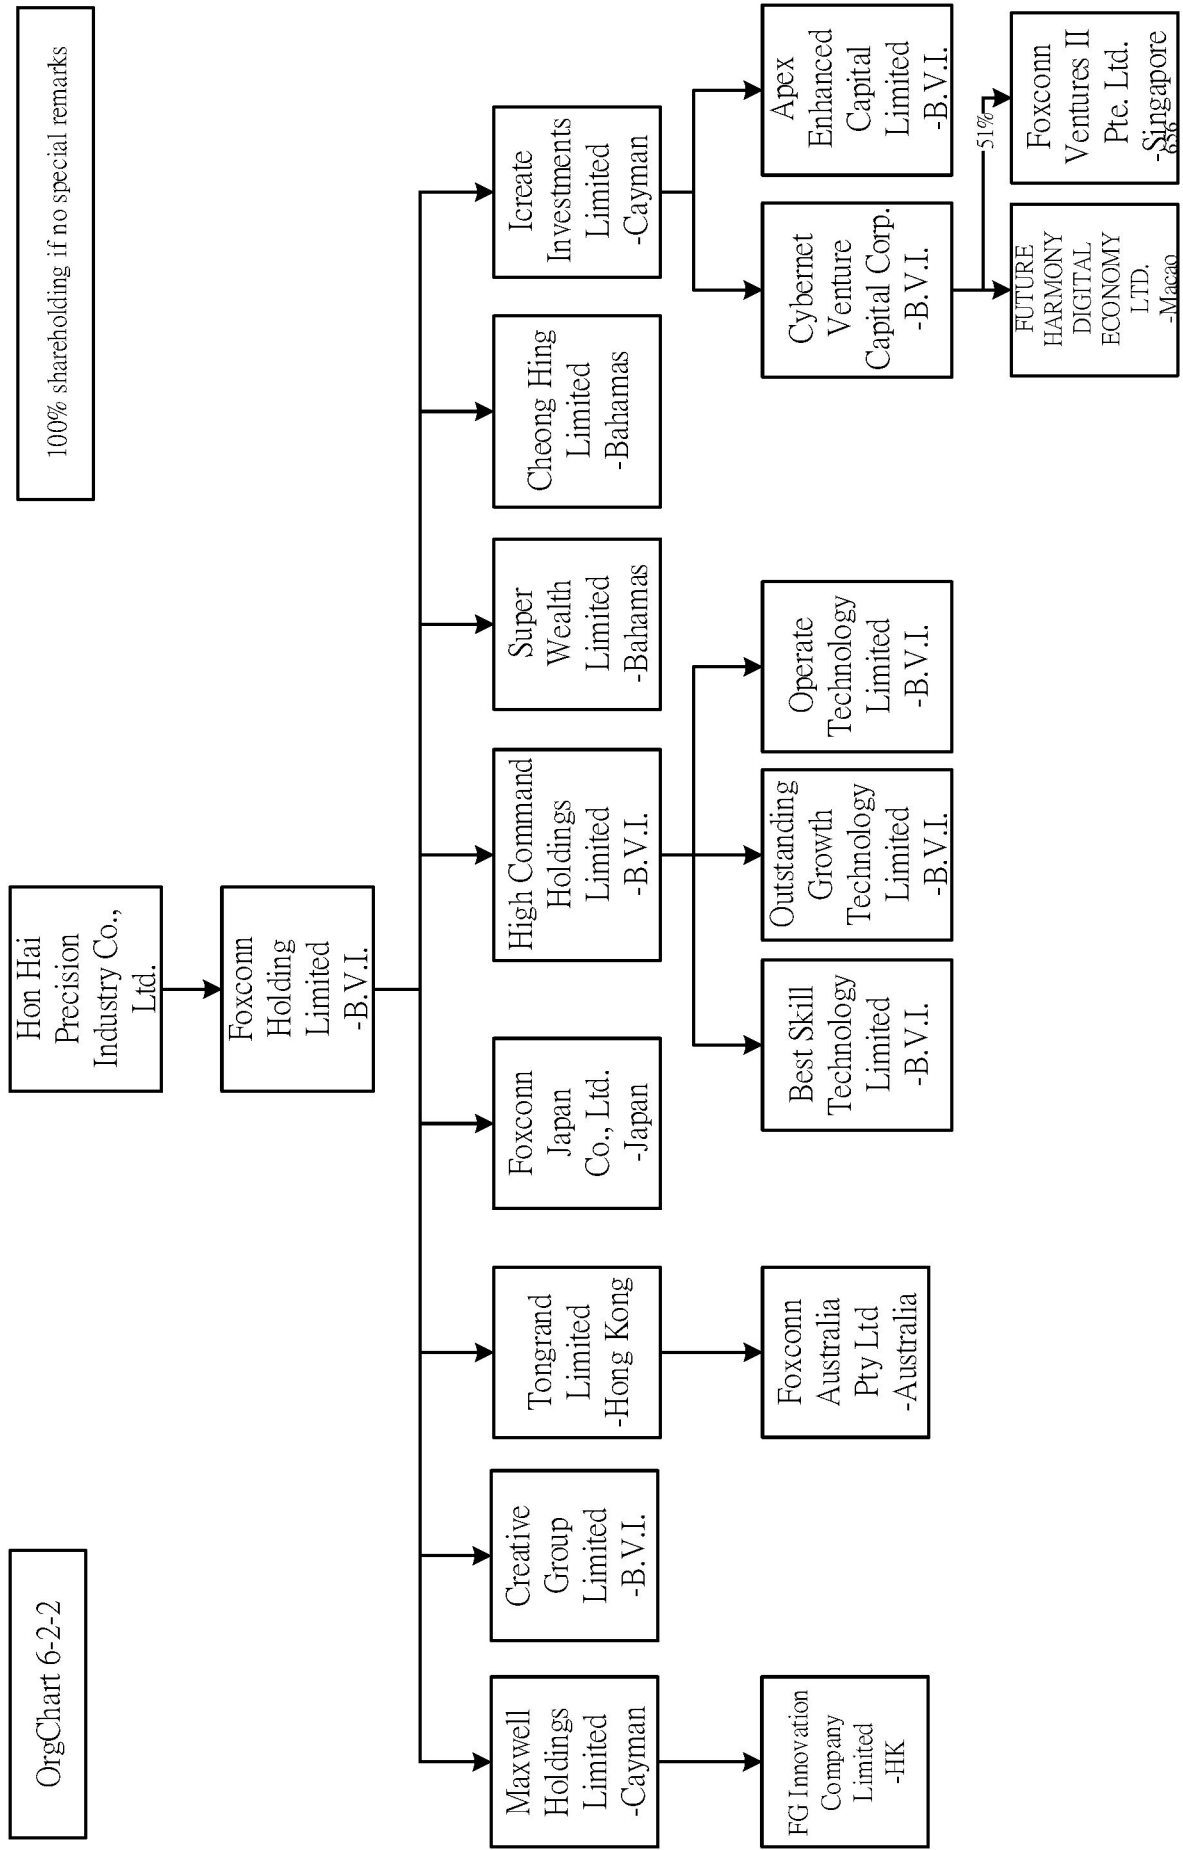 OrgChart 6-2-2
100% shareholding if no special remarks
Hon Hai
Precision
Industry Co.,
Ltd.
Foxconn
Holding
Limited
-B.V.I.
Maxwell
Holdings
Limited
-Cayman
Creative
Group
Limited
-B.V.I.
Tongrand
Limited
-Hong Kong
Foxconn
Japan
Co., Ltd.
-Japan
High Command
Holdings
Limited
-B.V.I.
Super
Wealth
Limited
-Bahamas
Cheong Hing
Limited
-Bahamas
Icreate
Investments
Limited
-Cayman
FG Innovation
Company
Limited
-HK
Foxconn
Australia
Pty Ltd
-Australia
Best Skill
Technology
Limited
-B.V.I.
Outstanding
Growth
Technology
Limited
-B.V.I.
Operate
Technology
Limited
-B.V.I.
Cybernet
Venture
Capital Corp.
-B.V.I.
Apex
Enhanced
Capital
Limited
-B.V.I.
51%
FUTURE
HARMONY
DIGITAL
ECONOMY
LTD.
-Macao
Foxconn
Ventures II
Pte. Ltd.
-Singapore
656